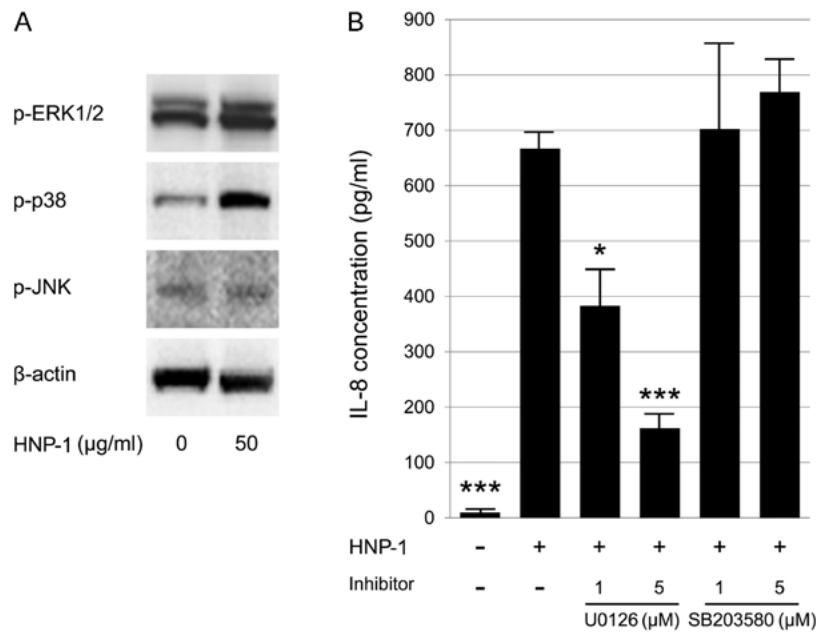 A
p-ERK1/2
p-p38
p-JNK
β-actin
HNP-1 (μg/ml) 0 50
B
IL-8 concentration (pg/ml)
900
800
700
600
500
400
300
200
100
0
***
*
***
HNP-1 - + + + + +
Inhibitor - - 1 5 1 5
U0126 (μM) SB203580 (μM)